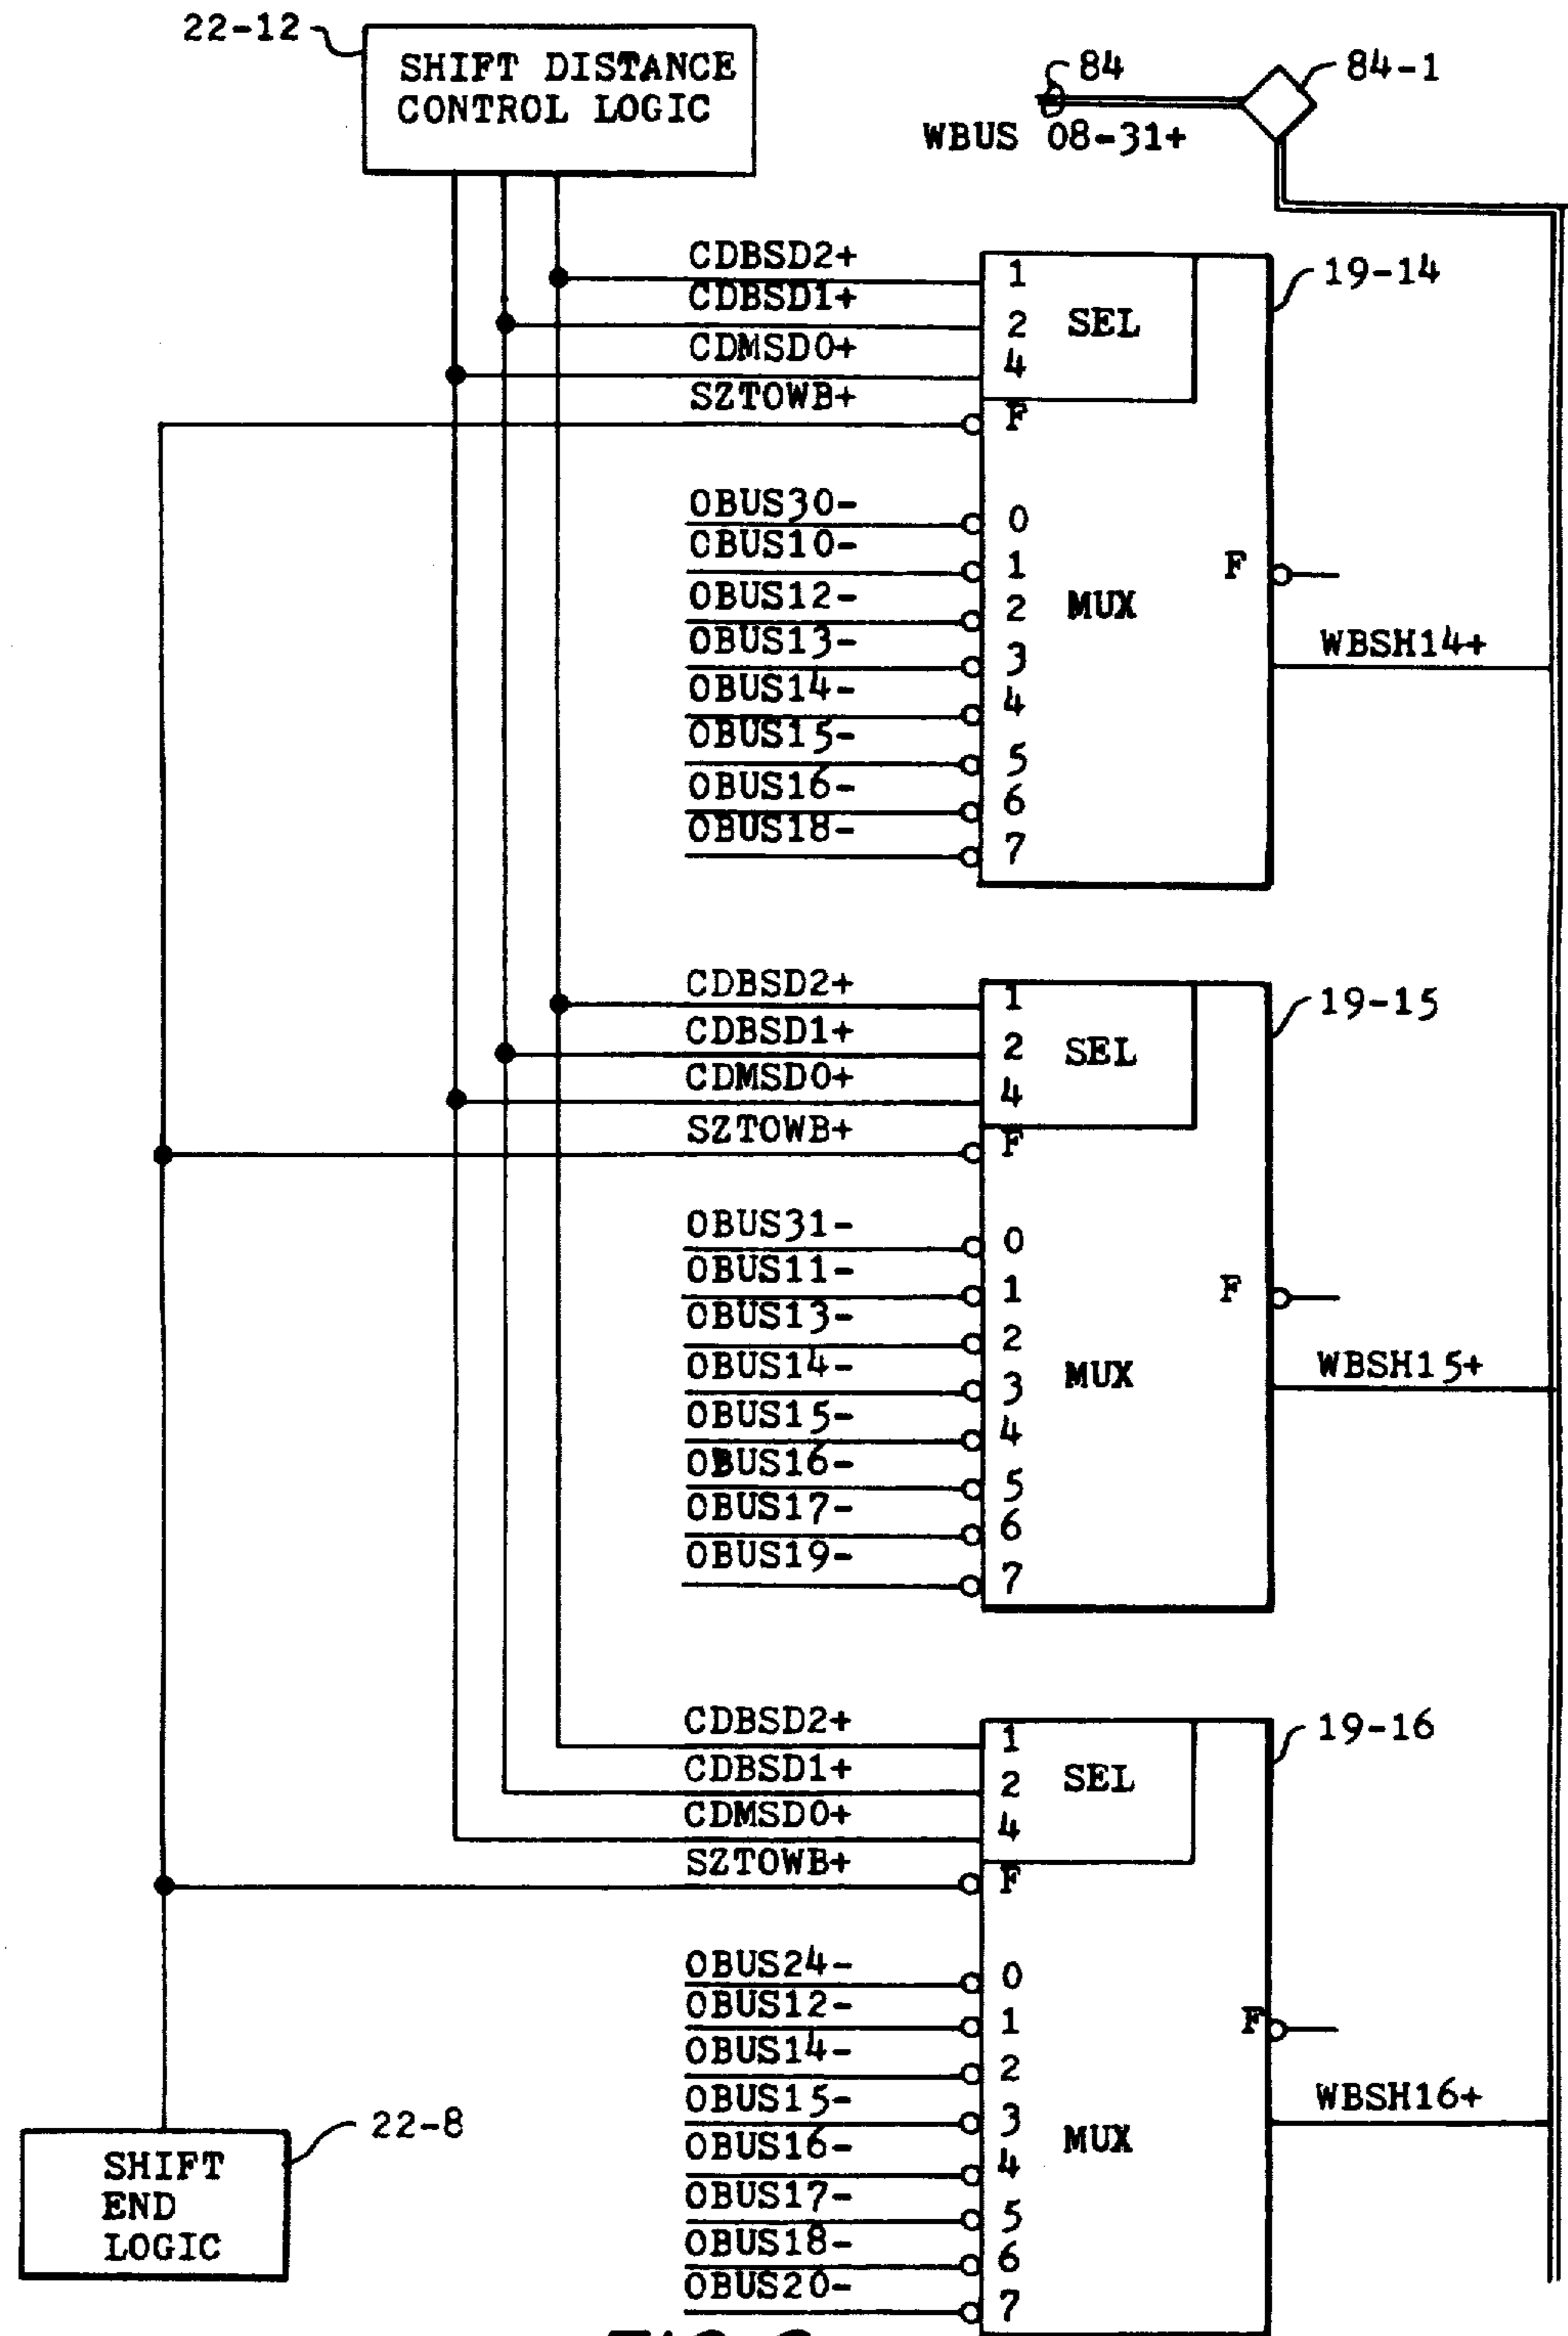 22-12
SHIFT DISTANCE
CONTROL LOGIC
84
84-1
WBUS 08-31+
CDBSD2+
1
19-14
CDBSD1+
2
SEL
CDMSD0+
4
SZTOWB+
F
OBUS30-
0
OBUS10-
1
F
OBUS12-
2
MUX
OBUS13-
3
WBSH14+
OBUS14-
4
OBUS15-
5
OBUS16-
6
OBUS18-
7
CDBSD2+
1
19-15
CDBSD1+
2
SEL
CDMSD0+
4
SZTOWB+
F
OBUS31-
0
OBUS11-
1
F
OBUS13-
2
OBUS14-
3
MUX
WBSH15+
OBUS15-
4
OBUS16-
5
OBUS17-
6
OBUS19-
7
CDBSD2+
1
19-16
CDBSD1+
2
SEL
CDMSD0+
4
SZTOWB+
F
OBUS24-
0
OBUS12-
1
F
OBUS14-
2
OBUS15-
3
MUX
WBSH16+
OBUS16-
4
OBUS17-
5
OBUS18-
6
OBUS20-
7
22-8
SHIFT
END
LOGIC